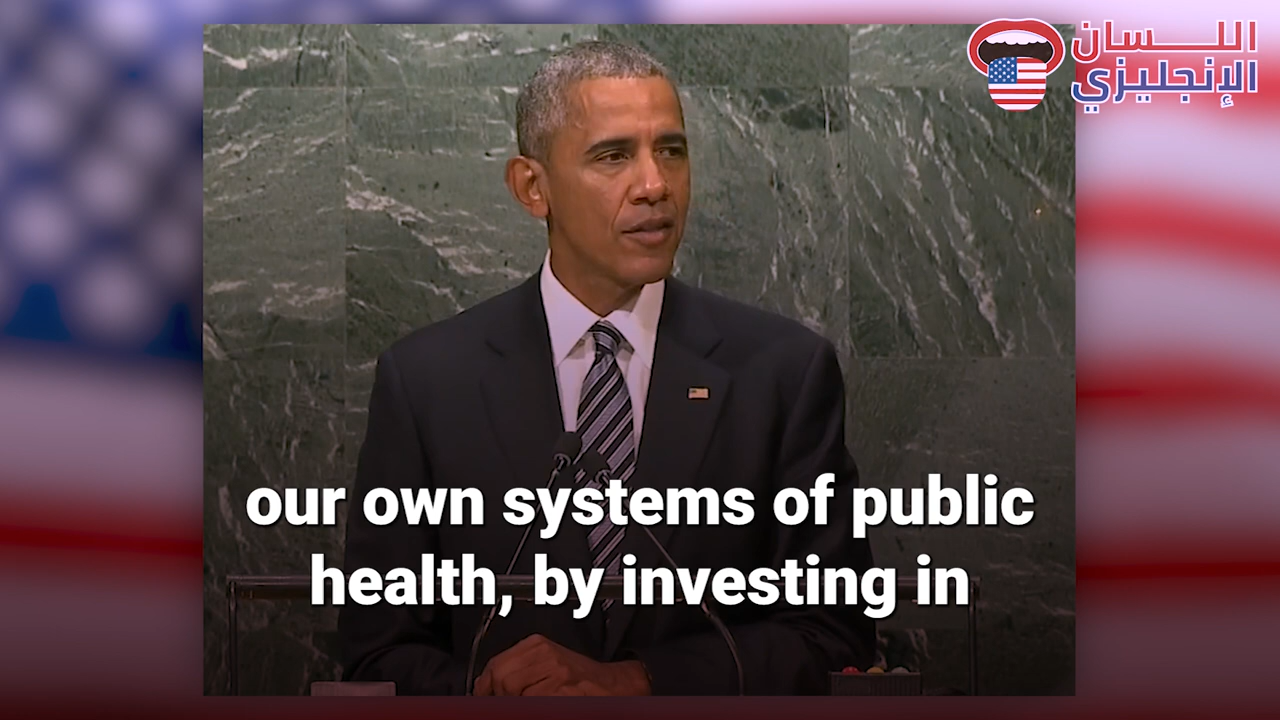 اللسان
الإنجليزي
our own systems of public
health, by investing in